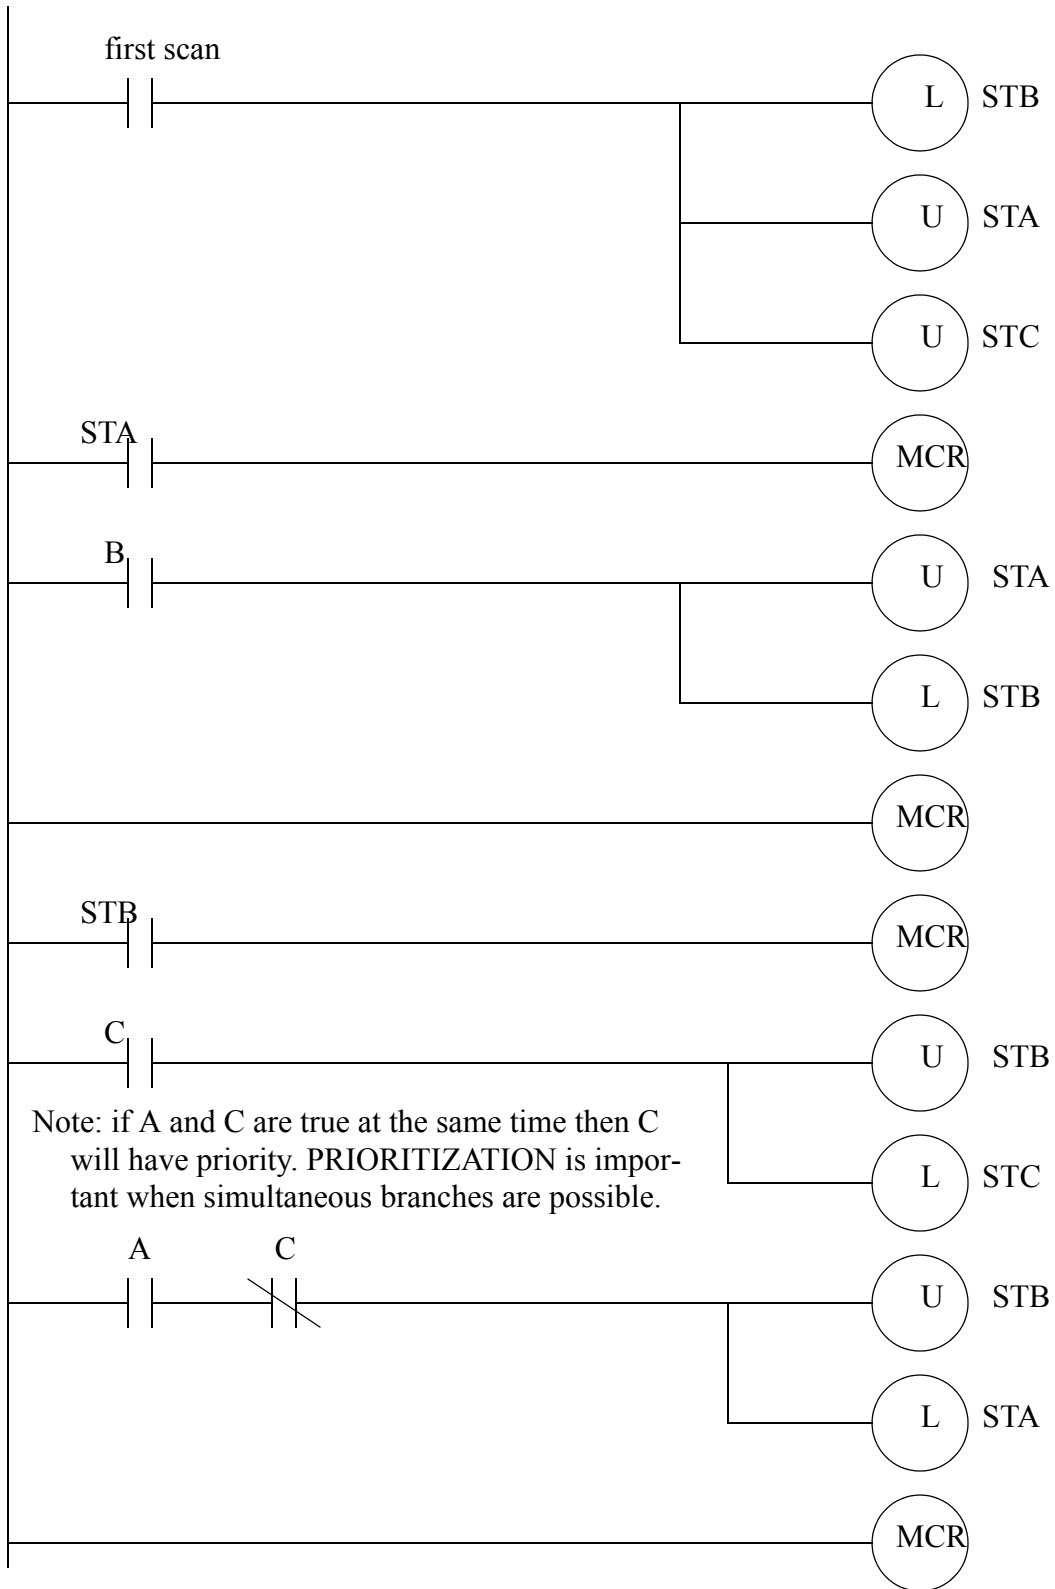 first scan
L STB
U STA
U STC
STA
MCR
B
U STA
L STB
MCR
STB
MCR
C
U STB
Note: if A and C are true at the same time then C
will have priority. PRIORITIZATION is impor-
tant when simultaneous branches are possible.
L STC
A C
U STB
L STA
MCR